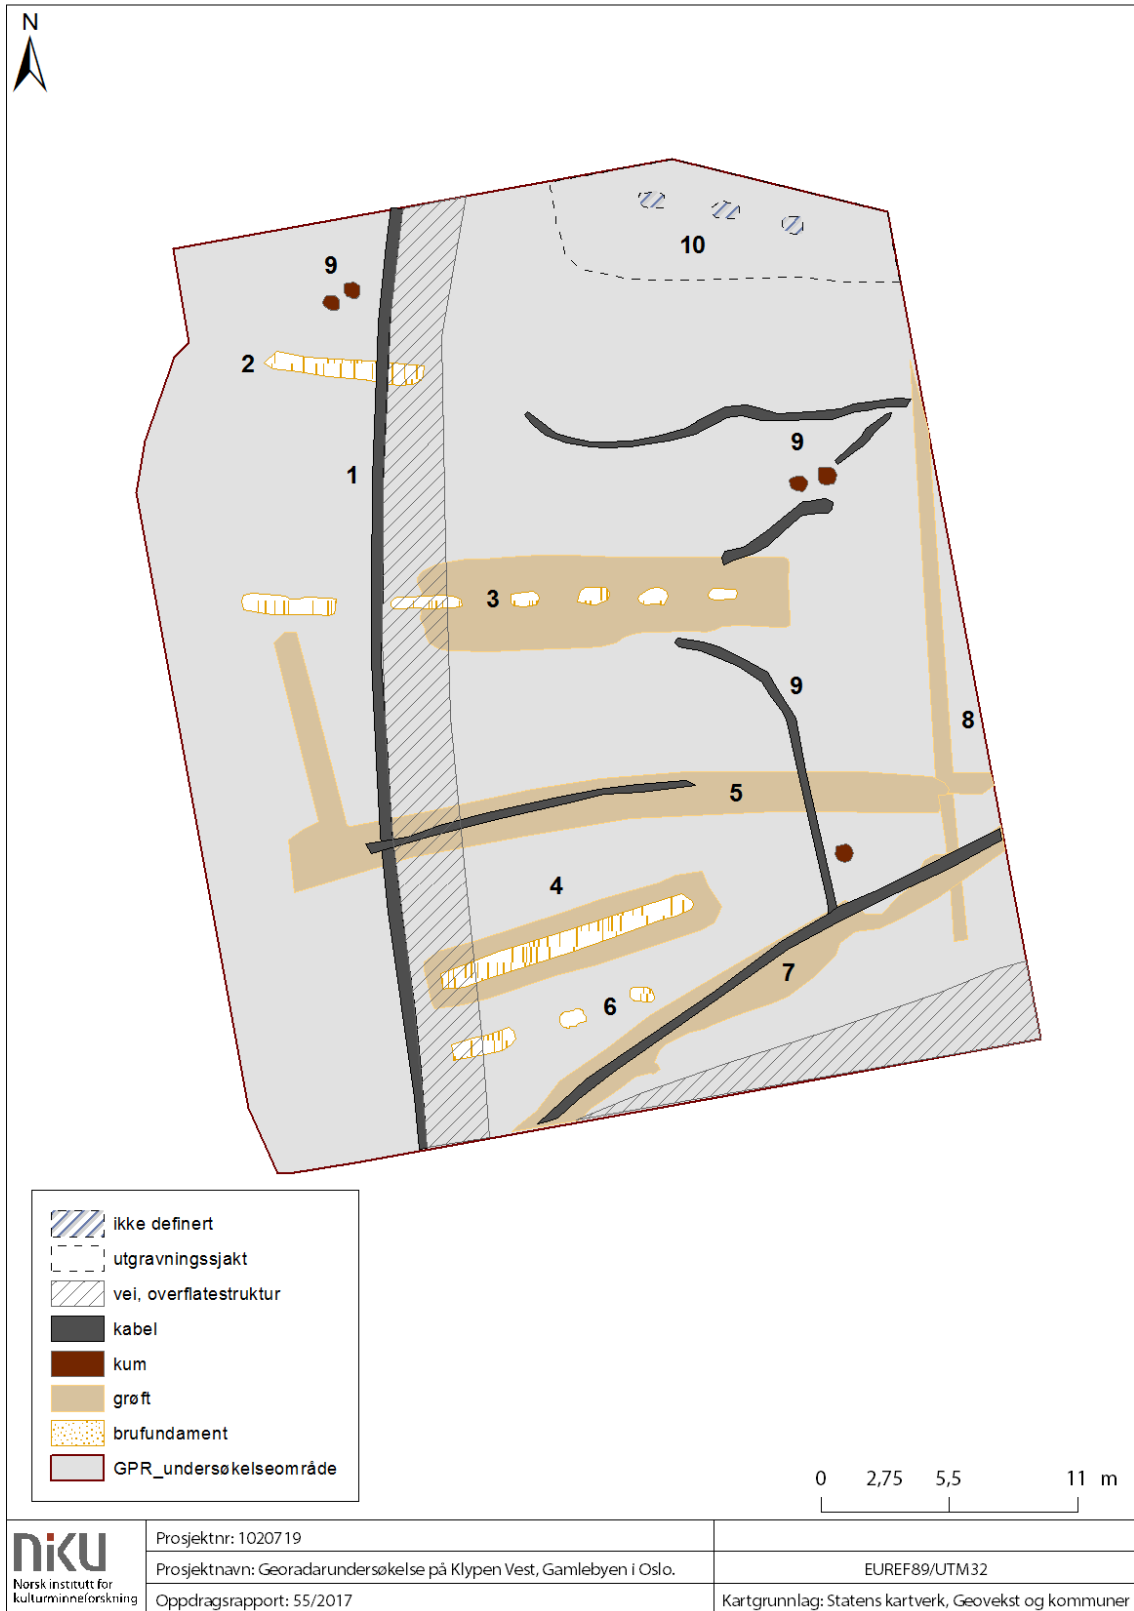 N
10
9
2
9
1
3
9
8
5
4
7
6
ikke definert
utgravningssjakt
vei, overflatestruktur
kabel
kum
grøft
brufundament
GPR_undersøkelseområde
0 2,75 5,5 11 m
niku
Norsk institutt for
kulturminneforskning
Prosjektnr: 1020719
Prosjektnavn: Georadarundersøkelse på Klypen Vest, Gamlebyen i Oslo.
EUREF89/UTM32
Oppdragsrapport: 55/2017
Kartgrunnlag: Statens kartverk, Geovekst og kommuner